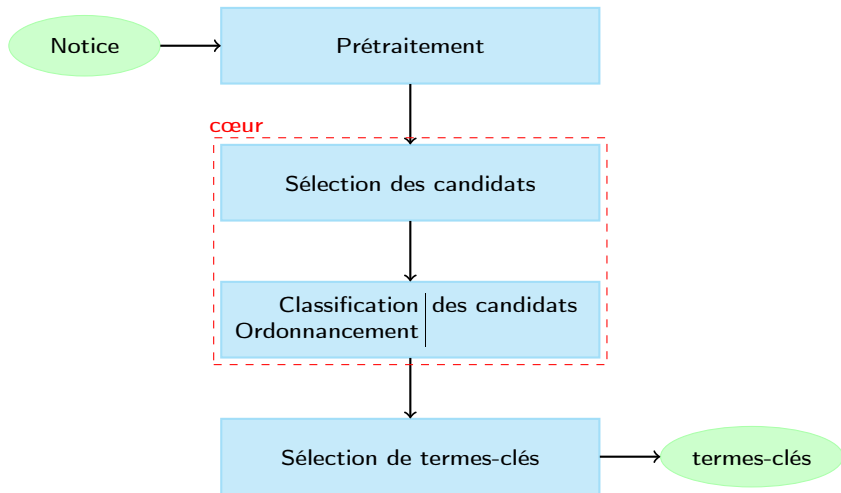 Notice
Prétraitement
cœur
Sélection des candidats
Classification des candidats
Ordonnancement
Sélection de termes-clés
termes-clés